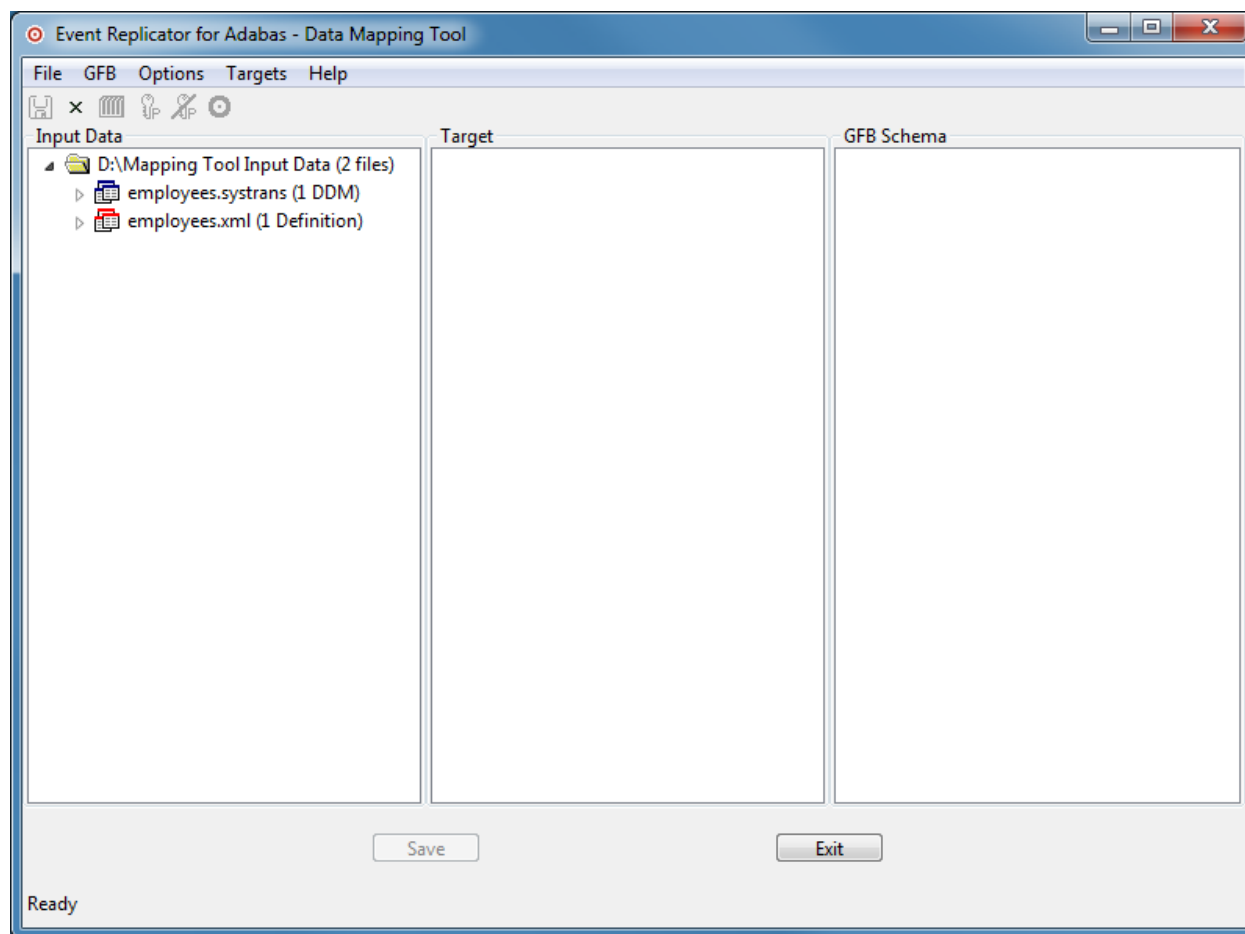 Event Replicator for Adabas - Data Mapping Tool
File GFB Options Targets Help
Input Data Target GFB Schema
D:\Mapping Tool Input Data (2 files)
employees.systrans (1 DDM)
employees.xml (1 Definition)
Save Exit
Ready